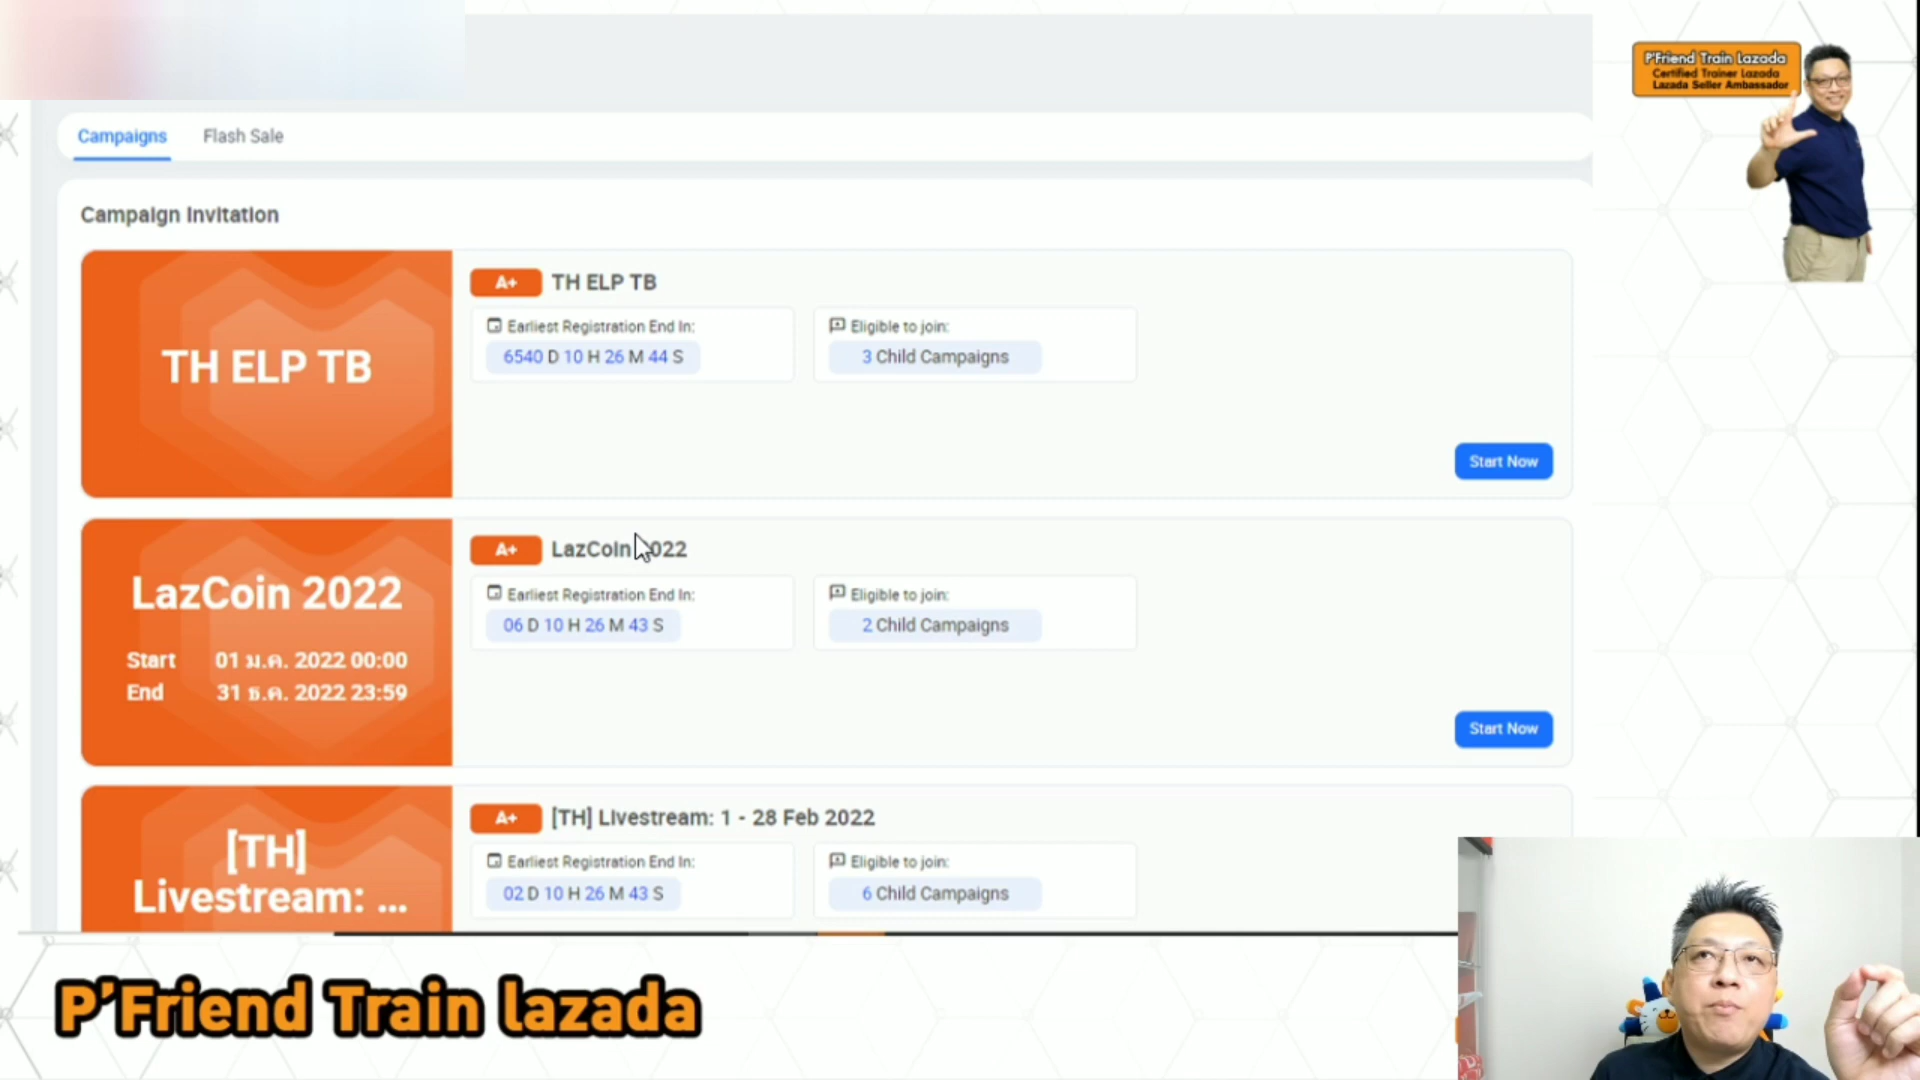 P'Friend Train Lazada
Certified Trainer Lazada
Lazada Seller Ambassador
Campaigns
Flash Sale
Campaign Invitation
TH ELP TB
A+ TH ELP TB
Earliest Registration End In:
6540 D 10 H 26 M 44 S
Eligible to join:
3 Child Campaigns
Start Now
LazCoin 2022
Start 01 ม.ค. 2022 00:00
End 31 ธ.ค. 2022 23:59
A+ LazCoin 2022
Earliest Registration End In:
06 D 10 H 26 M 43 S
Eligible to join:
2 Child Campaigns
Start Now
[TH]
Livestream: ...
A+ [TH] Livestream: 1 - 28 Feb 2022
Earliest Registration End In:
02 D 10 H 26 M 43 S
Eligible to join:
6 Child Campaigns
P'Friend Train lazada